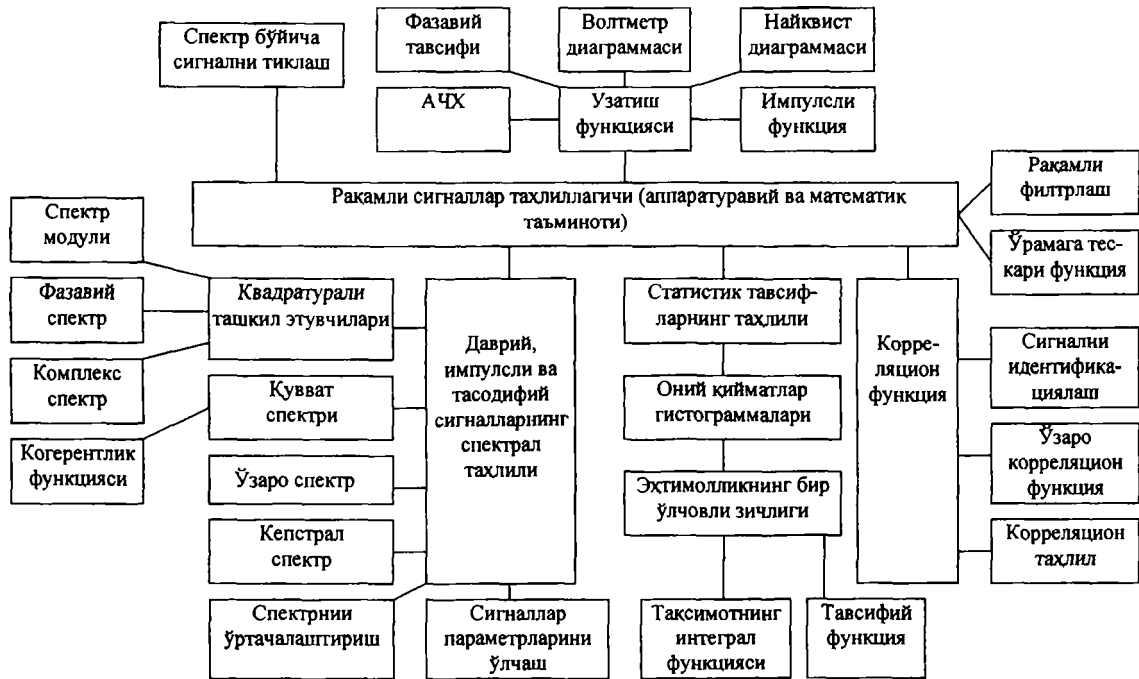 Спектр бўйича
сигнални тиклаш
Фазавий
тавсифи
Волтметр
диаграммаси
Найквист
диаграммаси
АЧХ
Узатиш
функцияси
Импулсли
функция
Рақамли сигналлар таҳлиллагичи (аппаратуравий ва математик
таъминоти)
Рақамли
филтрлаш
Ўрамага тес-
кари функция
Спектр
модули
Фазавий
спектр
Комплекс
спектр
Когерентлик
функцияси
Квадратурали
ташкил этувчилари
Қувват
спектри
Ўзаро спектр
Кепстрал
спектр
Спектрнии
ўртачалаштириш
Даврий,
импулсли ва
тасодифий
сигналларнинг
спектрал
таҳлили
Сигналлар
параметрларини
ўлчаш
Статистик тавсиф-
ларнинг таҳлили
Оний қийматлар
гистограммалари
Эҳтимолликнинг бир
ўлчовли зичлиги
Тақсимотнинг
интеграл
функцияси
Тавсифий
функция
Корре-
ляцион
функция
Сигнални
идентифика-
циялаш
Ўзаро
корреляцион
функция
Корреляцион
таҳлил